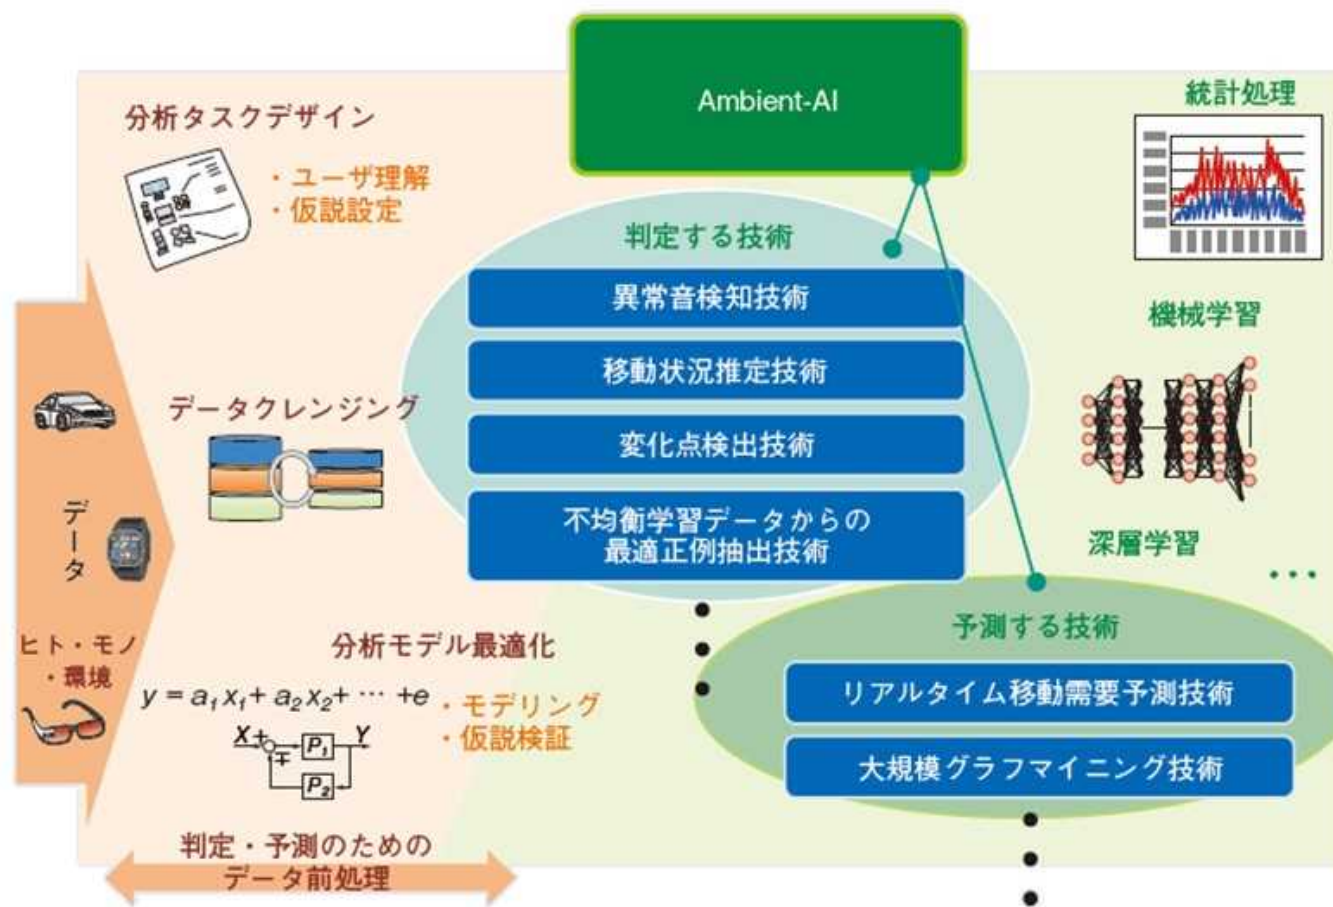 Ambient-AI
分析タスクデザイン
・ユーザ理解
・仮説設定
統計処理
判定する技術
異常音検知技術
移動状況推定技術
変化点検出技術
不均衡学習データからの
最適正例抽出技術
機械学習
データクレンジング
データ
深層学習
...
ヒト・モノ
・環境
分析モデル最適化
y = a₁x₁ + a₂x₂ + ⋯ + e
・モデリング
・仮説検証
X + P₁ Y
∓
P₂
予測する技術
リアルタイム移動需要予測技術
大規模グラフマイニング技術
判定・予測のための
データ前処理